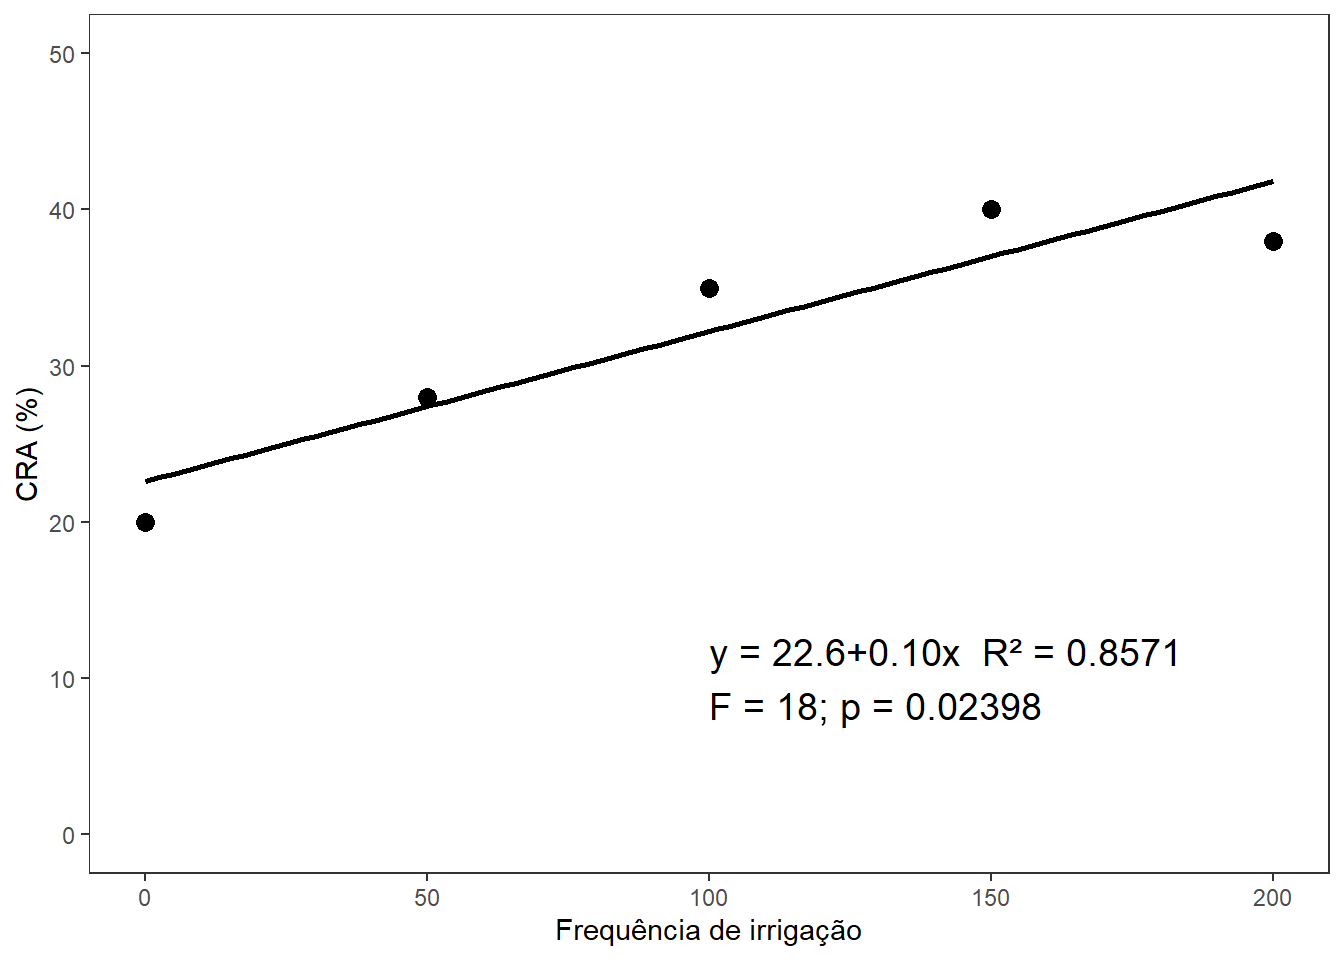 50
40
30
20
10
0
CRA (%)
y = 22.6+0.10x  R² = 0.8571
F = 18; p = 0.02398
0 50 100 150 200
Frequência de irrigação